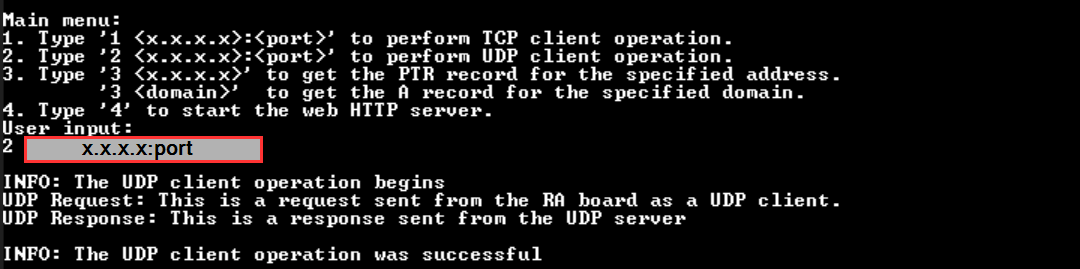 Main menu:
1. Type '1 <x.x.x.x>:<port>' to perform TCP client operation.
2. Type '2 <x.x.x.x>:<port>' to perform UDP client operation.
3. Type '3 <x.x.x.x>' to get the PTR record for the specified address.
'3 <domain>' to get the A record for the specified domain.
4. Type '4' to start the web HTTP server.
User input:
2 x.x.x.x:port
INFO: The UDP client operation begins
UDP Request: This is a request sent from the RA board as a UDP client.
UDP Response: This is a response sent from the UDP server
INFO: The UDP client operation was successful